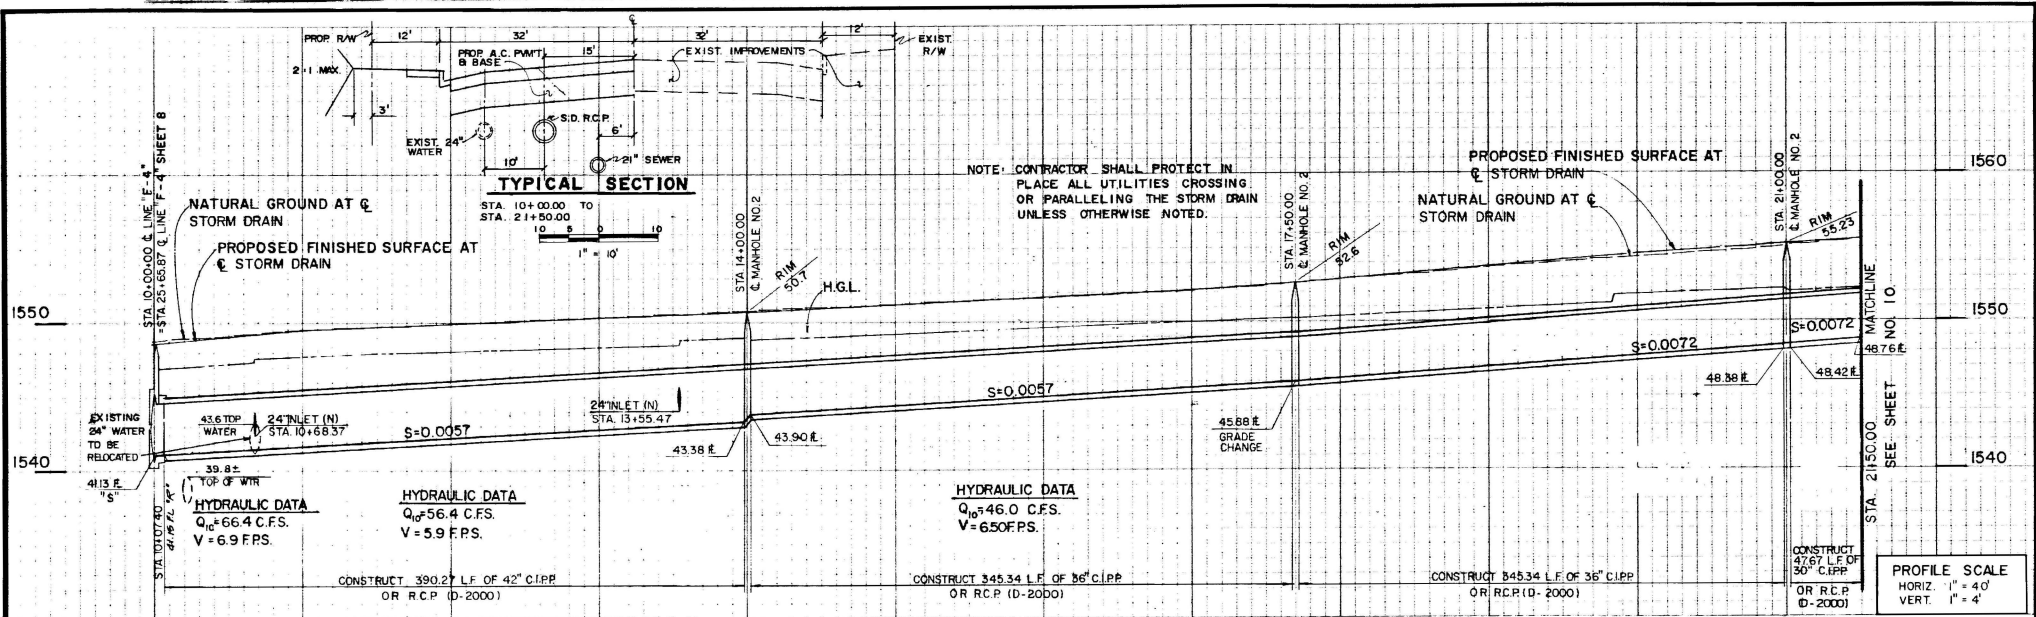 PROP. R/W
12'
32'
32'
12'
EXIST.
R/W
15'
PROP. A.C. PVM'T
& BASE
EXIST. IMPROVEMENTS
2:1 MAX.
3'
S.D. R.C.P.
6'
EXIST. 24"
WATER
10'
21" SEWER
TYPICAL SECTION
STA. 10+00.00 TO
STA. 21+50.00
10 5 0 10
1" = 10'
NOTE: CONTRACTOR SHALL PROTECT IN
PLACE ALL UTILITIES CROSSING
OR PARALLELING THE STORM DRAIN
UNLESS OTHERWISE NOTED.
STA. 10+00+00 ℄ LINE "E-4"
=STA. 25+65.87 ℄ LINE "F-4" SHEET 8
NATURAL GROUND AT ℄
STORM DRAIN
PROPOSED FINISHED SURFACE AT
℄ STORM DRAIN
STA 14+00.00
℄ MANHOLE NO.2
RIM
50.7
H.G.L.
STA. 17+50.00
℄ MANHOLE NO. 2
RIM
52.6
PROPOSED FINISHED SURFACE AT
℄ STORM DRAIN
NATURAL GROUND AT ℄
STORM DRAIN
STA. 21+00.00
℄ MANHOLE NO. 2
RIM
55.23
1560
1550
1550
1540
1540
MATCHLINE
STA. 21+50.00
SEE SHEET NO. 10
EXISTING
24" WATER
TO BE
RELOCATED
43.6 TOP
WATER
24" INLET (N)
STA. 10+68.37
S=0.0057
24" INLET (N)
STA. 13+55.47
43.38 ℄
43.90 ℄
S=0.0057
45.88 ℄
GRADE
CHANGE
S=0.0072
48.38 ℄
S=0.0072
48.42 ℄
48.76 ℄
41.13 ℄
"S"
39.8±
TOP OF WTR
STA. 10+07.40
HYDRAULIC DATA
Q10=66.4 C.F.S.
V = 6.9 F.P.S.
HYDRAULIC DATA
Q10=56.4 C.F.S.
V = 5.9 F.P.S.
HYDRAULIC DATA
Q10=46.0 C.F.S.
V = 6.50 F.P.S.
CONSTRUCT 390.27 L.F. OF 42" C.I.P.P.
OR R.C.P. (D-2000)
CONSTRUCT 345.34 L.F. OF 36" C.I.P.P.
OR R.C.P. (D-2000)
CONSTRUCT 345.34 L.F. OF 36" C.I.P.P.
OR R.C.P. (D-2000)
CONSTRUCT
47.67 L.F. OF
30" C.I.P.P.
OR R.C.P.
(D-2000)
PROFILE SCALE
HORIZ. 1" = 40'
VERT. 1" = 4'